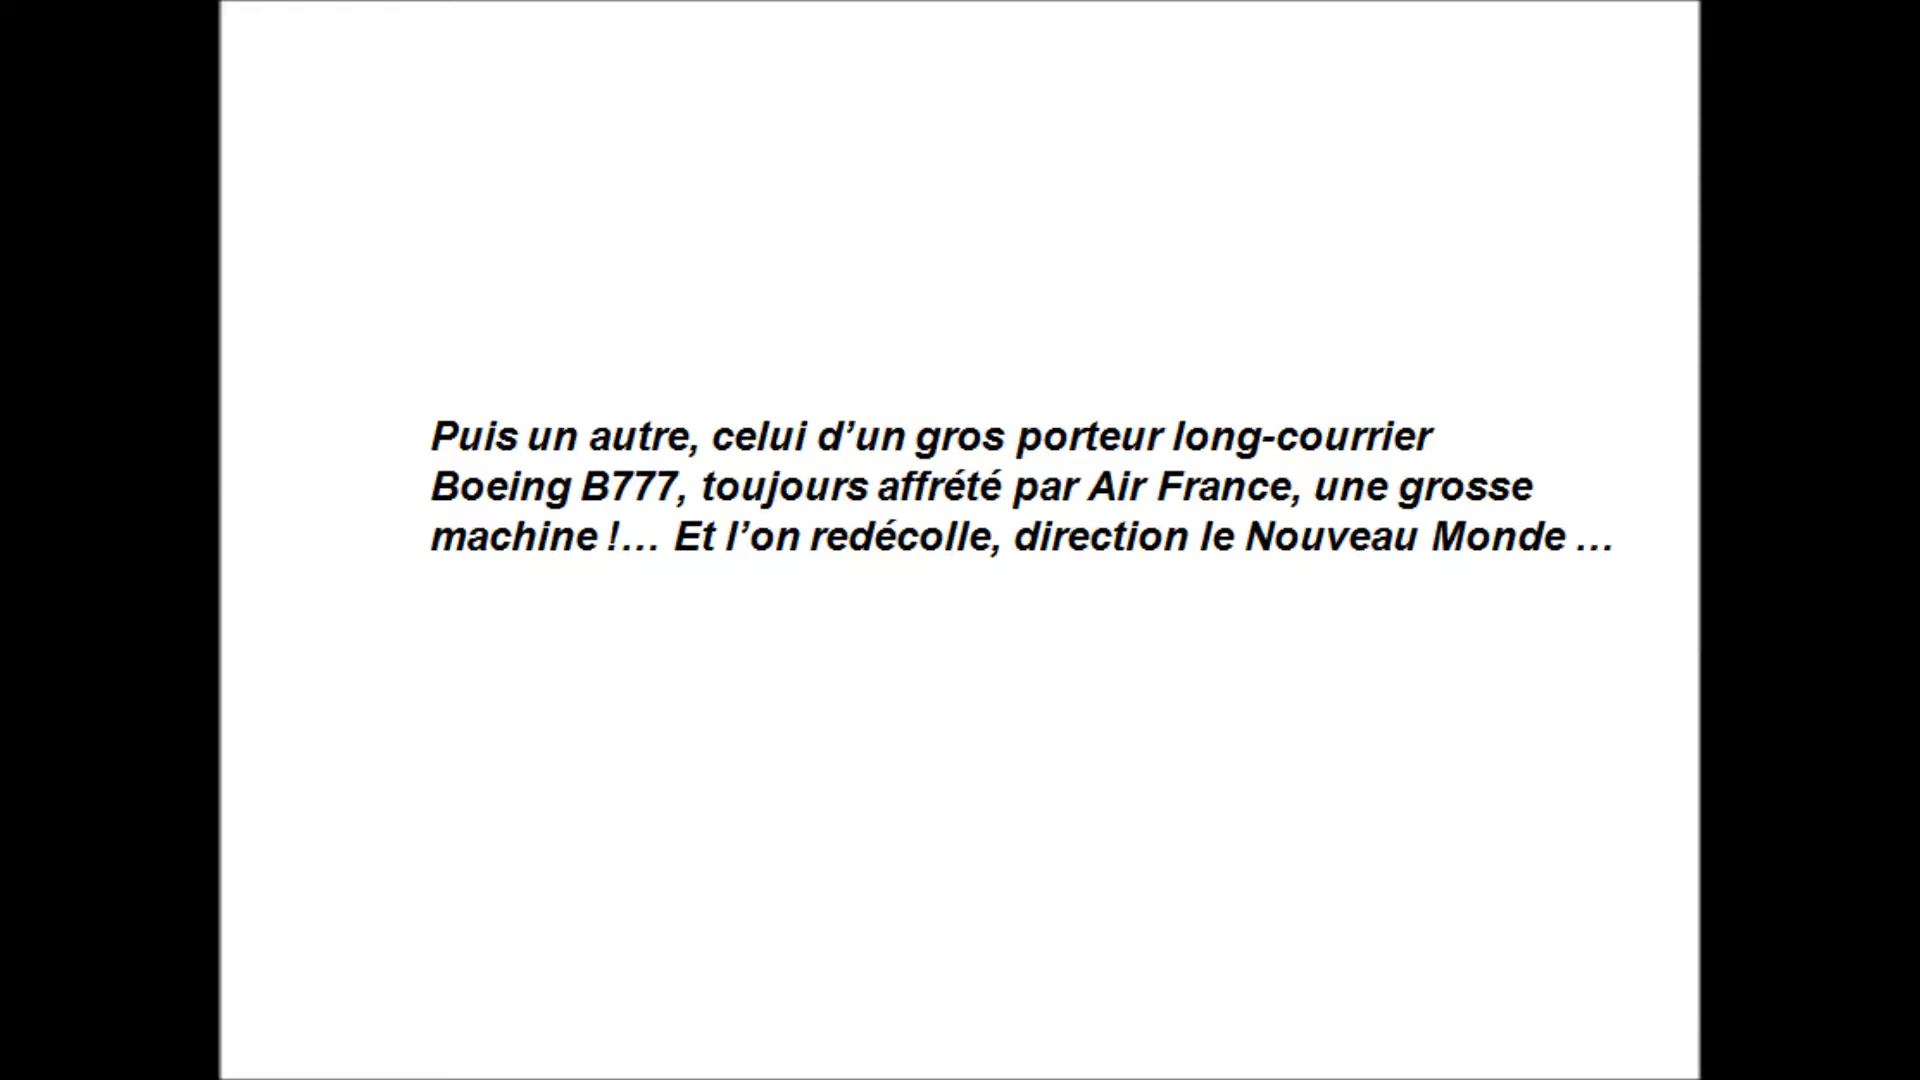 Puis un autre, celui d’un gros porteur long-courrier
Boeing B777, toujours affrété par Air France, une grosse
machine !… Et l’on redécolle, direction le Nouveau Monde …